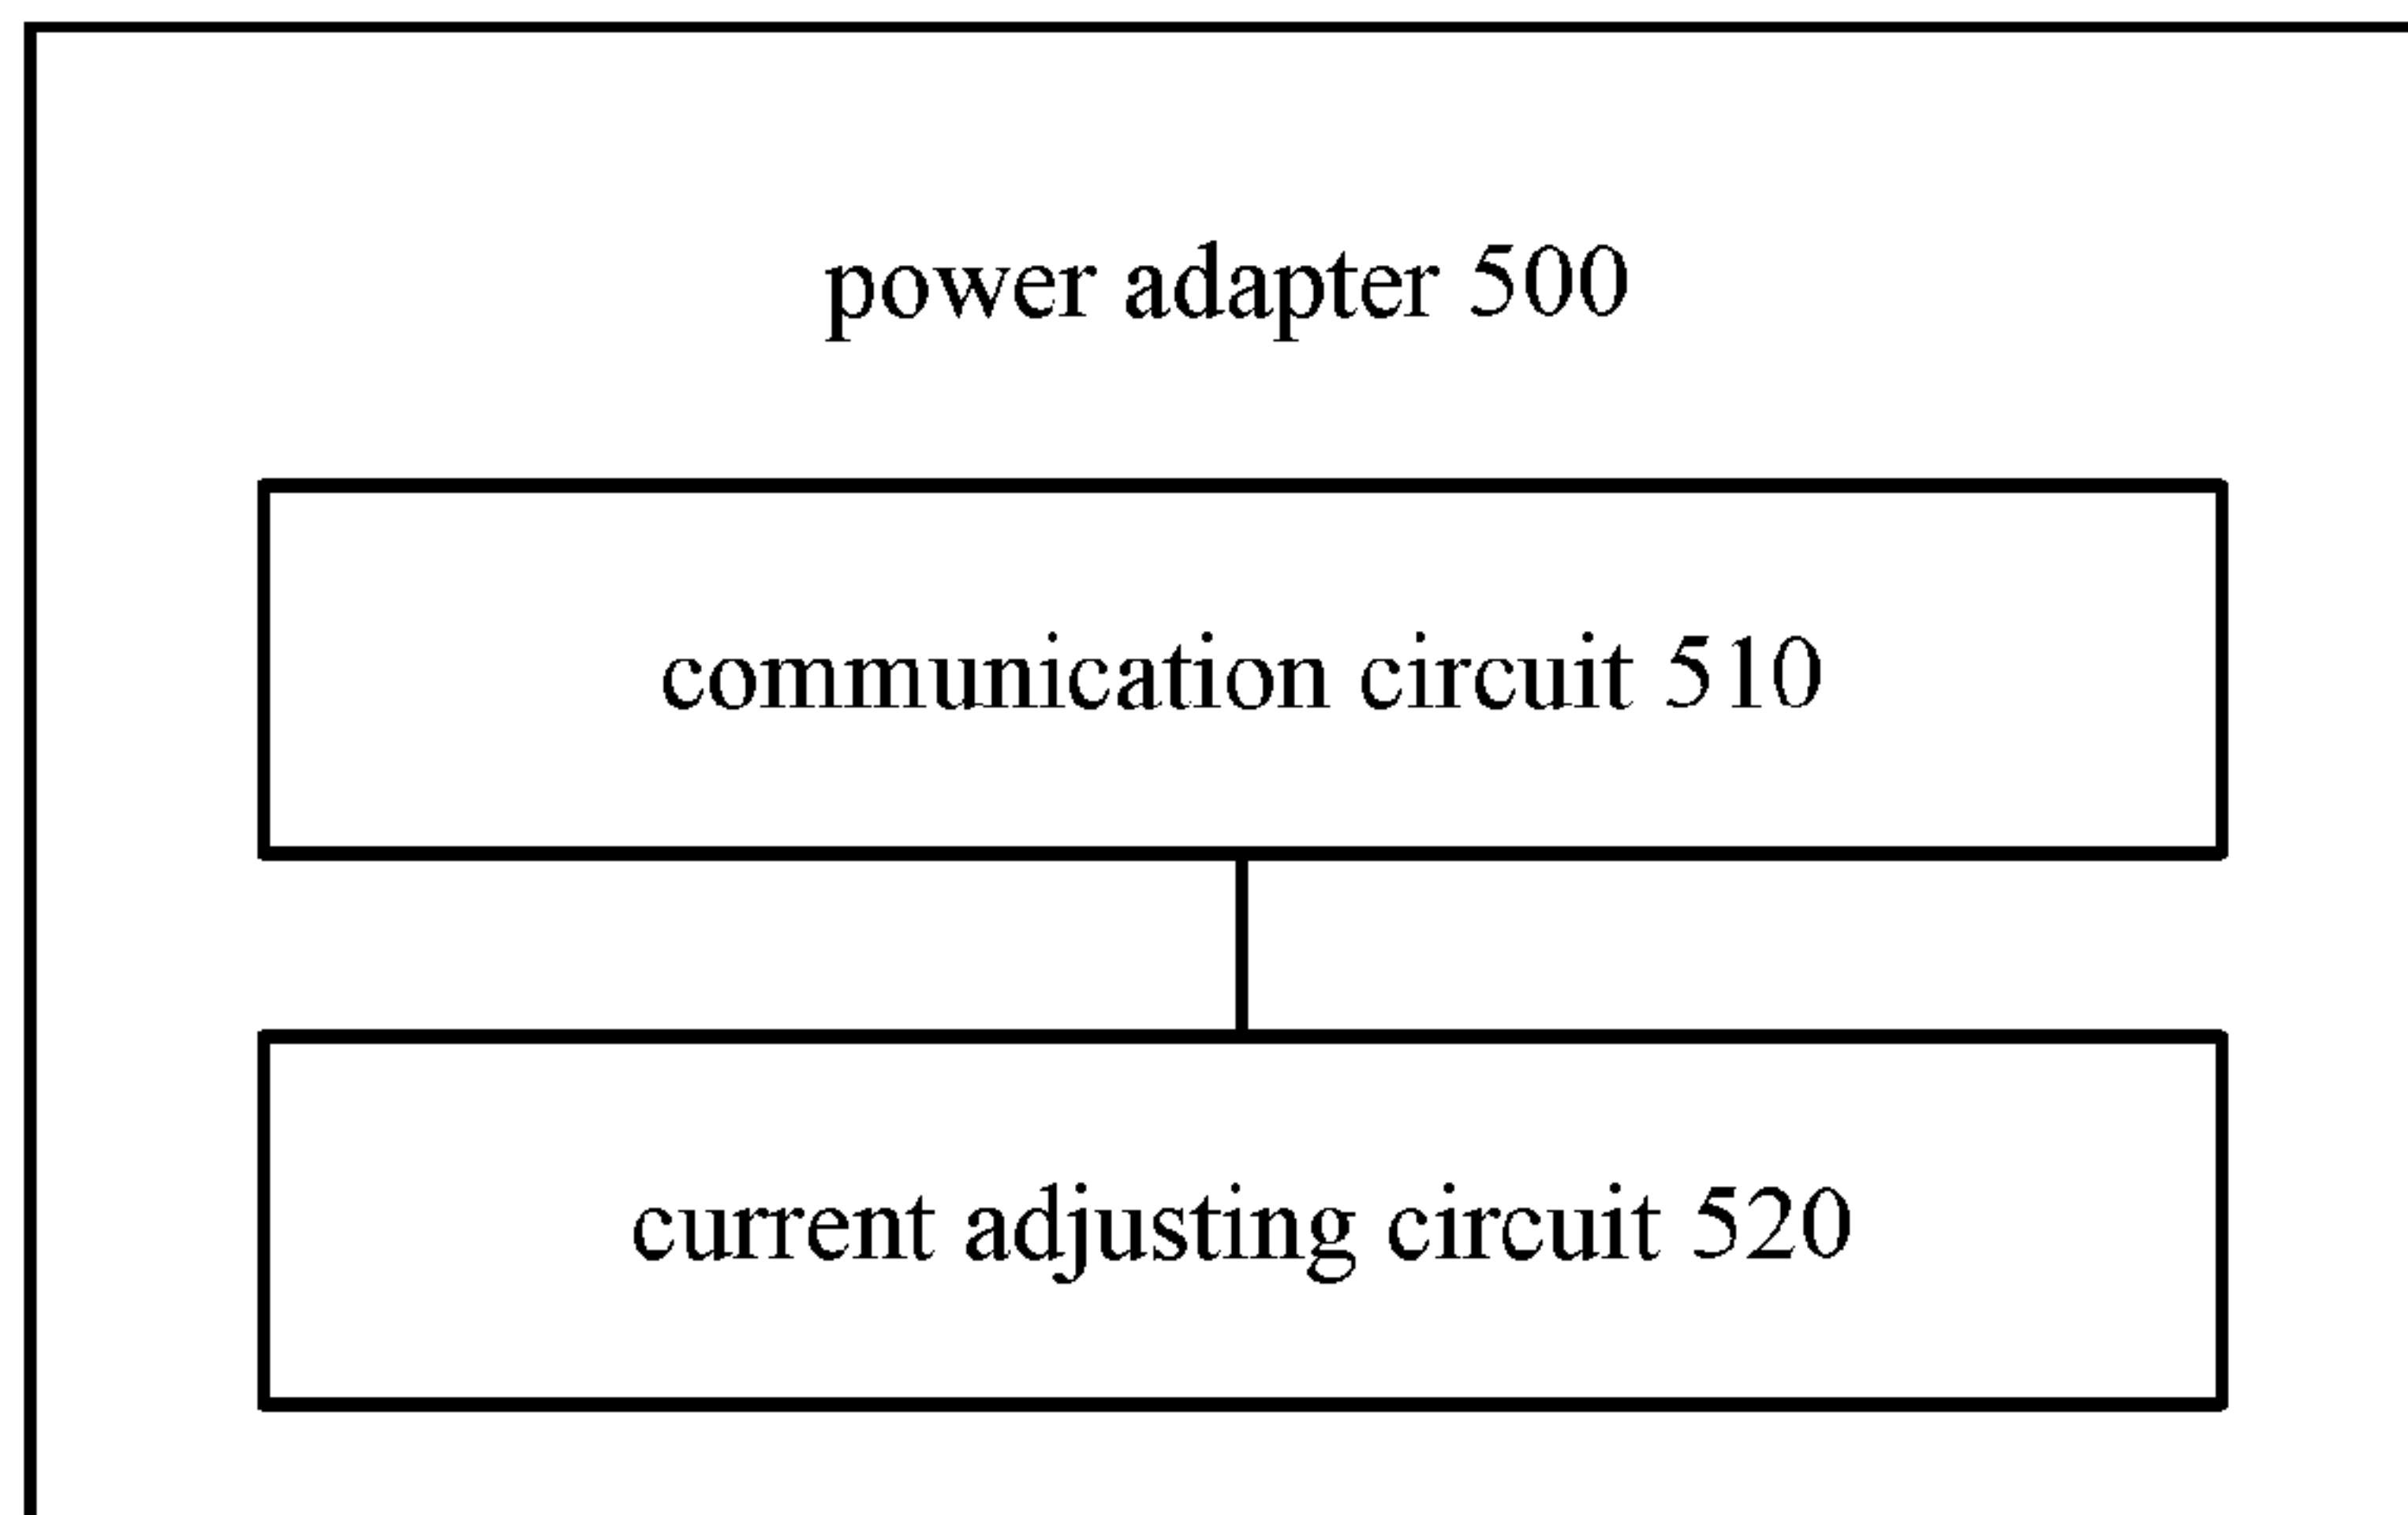 power adapter 500
communication circuit 510
current adjusting circuit 520